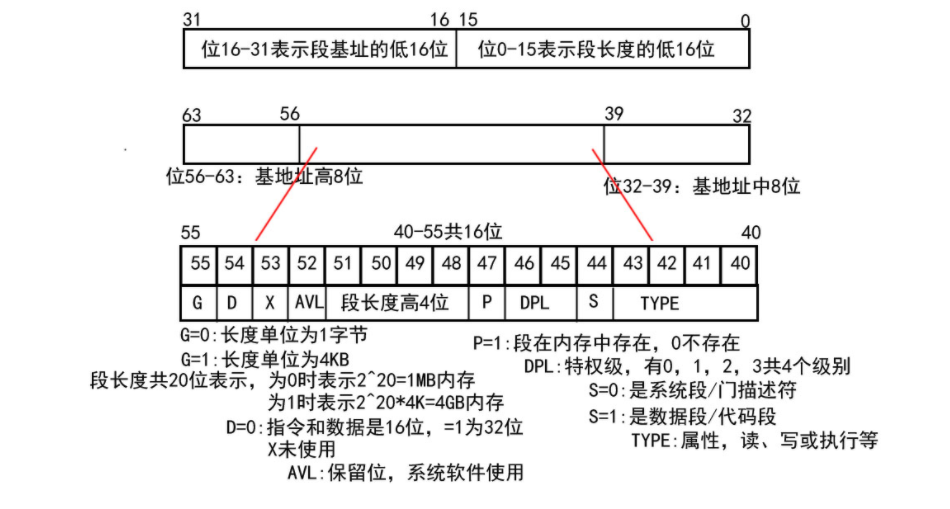 31 16 15 0
位16-31表示段基址的低16位 位0-15表示段长度的低16位
63 56 39 32
位56-63：基地址高8位
位32-39：基地址中8位
55 40-55共16位 40
55 54 53 52 51 50 49 48 47 46 45 44 43 42 41 40
G D X AVL 段长度高4位 P DPL S TYPE
G=0:长度单位为1字节
P=1:段在内存中存在，0不存在
G=1:长度单位为4KB
DPL:特权级，有0，1，2，3共4个级别
段长度共20位表示，为0时表示2^20=1MB内存
S=0:是系统段/门描述符
为1时表示2^20*4K=4GB内存
S=1:是数据段/代码段
D=0:指令和数据是16位，=1为32位
TYPE:属性，读、写或执行等
X未使用
AVL:保留位，系统软件使用